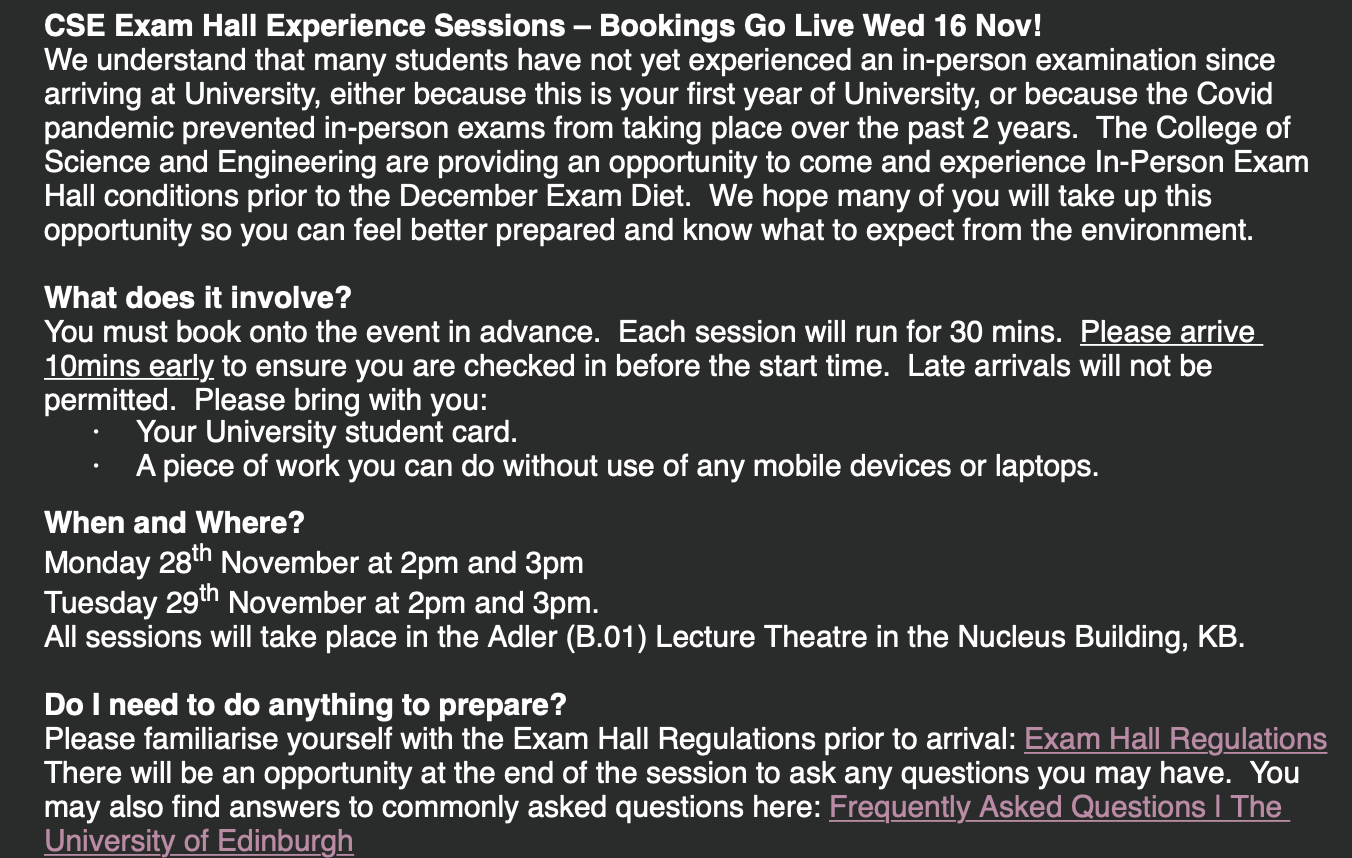 CSE Exam Hall Experience Sessions – Bookings Go Live Wed 16 Nov!
We understand that many students have not yet experienced an in-person examination since
arriving at University, either because this is your first year of University, or because the Covid
pandemic prevented in-person exams from taking place over the past 2 years.  The College of
Science and Engineering are providing an opportunity to come and experience In-Person Exam
Hall conditions prior to the December Exam Diet.  We hope many of you will take up this
opportunity so you can feel better prepared and know what to expect from the environment.
What does it involve?
You must book onto the event in advance.  Each session will run for 30 mins.  Please arrive
10mins early to ensure you are checked in before the start time.  Late arrivals will not be
permitted.  Please bring with you:
· Your University student card.
· A piece of work you can do without use of any mobile devices or laptops.
When and Where?
Monday 28th November at 2pm and 3pm
Tuesday 29th November at 2pm and 3pm.
All sessions will take place in the Adler (B.01) Lecture Theatre in the Nucleus Building, KB.
Do I need to do anything to prepare?
Please familiarise yourself with the Exam Hall Regulations prior to arrival: Exam Hall Regulations
There will be an opportunity at the end of the session to ask any questions you may have.  You
may also find answers to commonly asked questions here: Frequently Asked Questions | The
University of Edinburgh